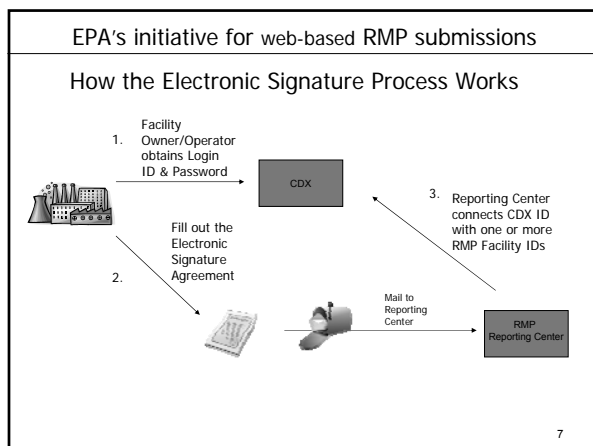 EPA's initiative for web-based RMP submissions
How the Electronic Signature Process Works
1.
Facility
Owner/Operator
obtains Login
ID & Password
CDX
3.
Reporting Center
connects CDX ID
with one or more
RMP Facility IDs
2.
Fill out the
Electronic
Signature
Agreement
Mail to
Reporting
Center
RMP
Reporting Center
7